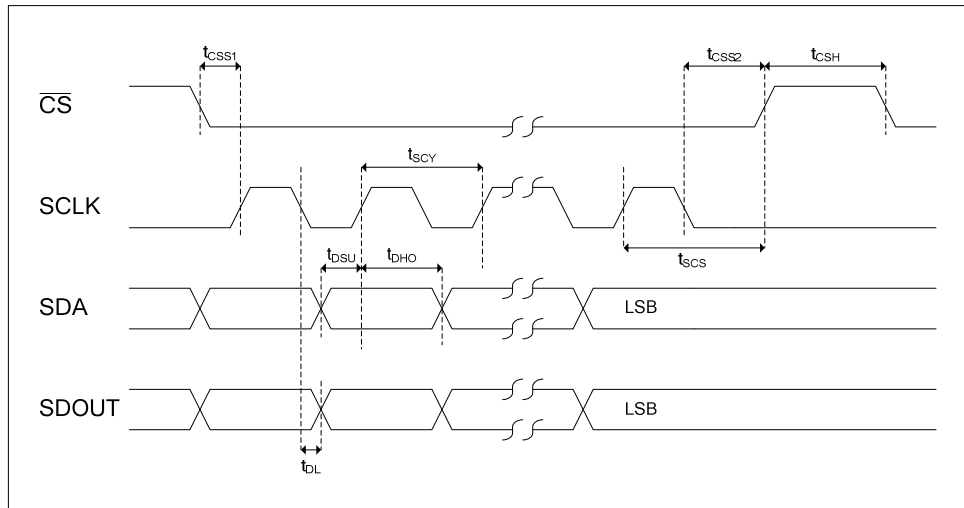 tCSS1
tCSS2
tCSH
CS
tSCY
SCLK
tDSU
tDHO
tSCS
SDA
LSB
SDOUT
LSB
tDL